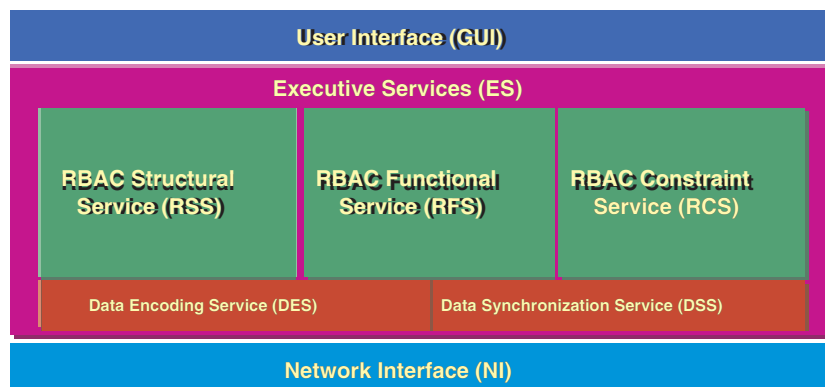 User Interface (GUI)
Executive Services (ES)
RBAC Structural
Service (RSS)
RBAC Functional
Service (RFS)
RBAC Constraint
Service (RCS)
Data Encoding Service (DES)
Data Synchronization Service (DSS)
Network Interface (NI)